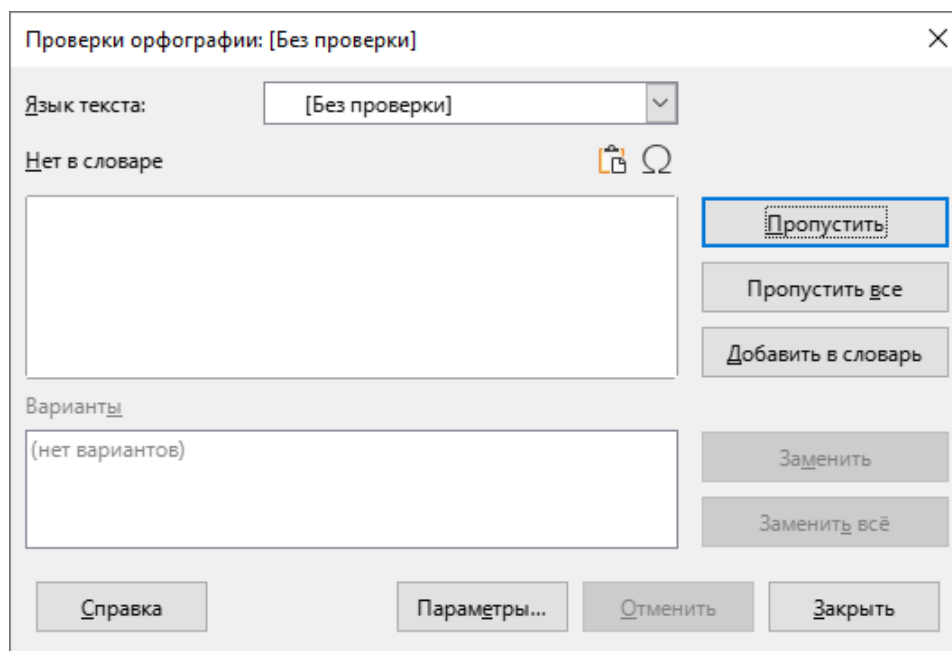 Проверки орфографии: [Без проверки]
Язык текста: [Без проверки]
Нет в словаре
Пропустить
Пропустить все
Добавить в словарь
Варианты
(нет вариантов)
Заменить
Заменить всё
Справка Параметры... Отменить Закрыть